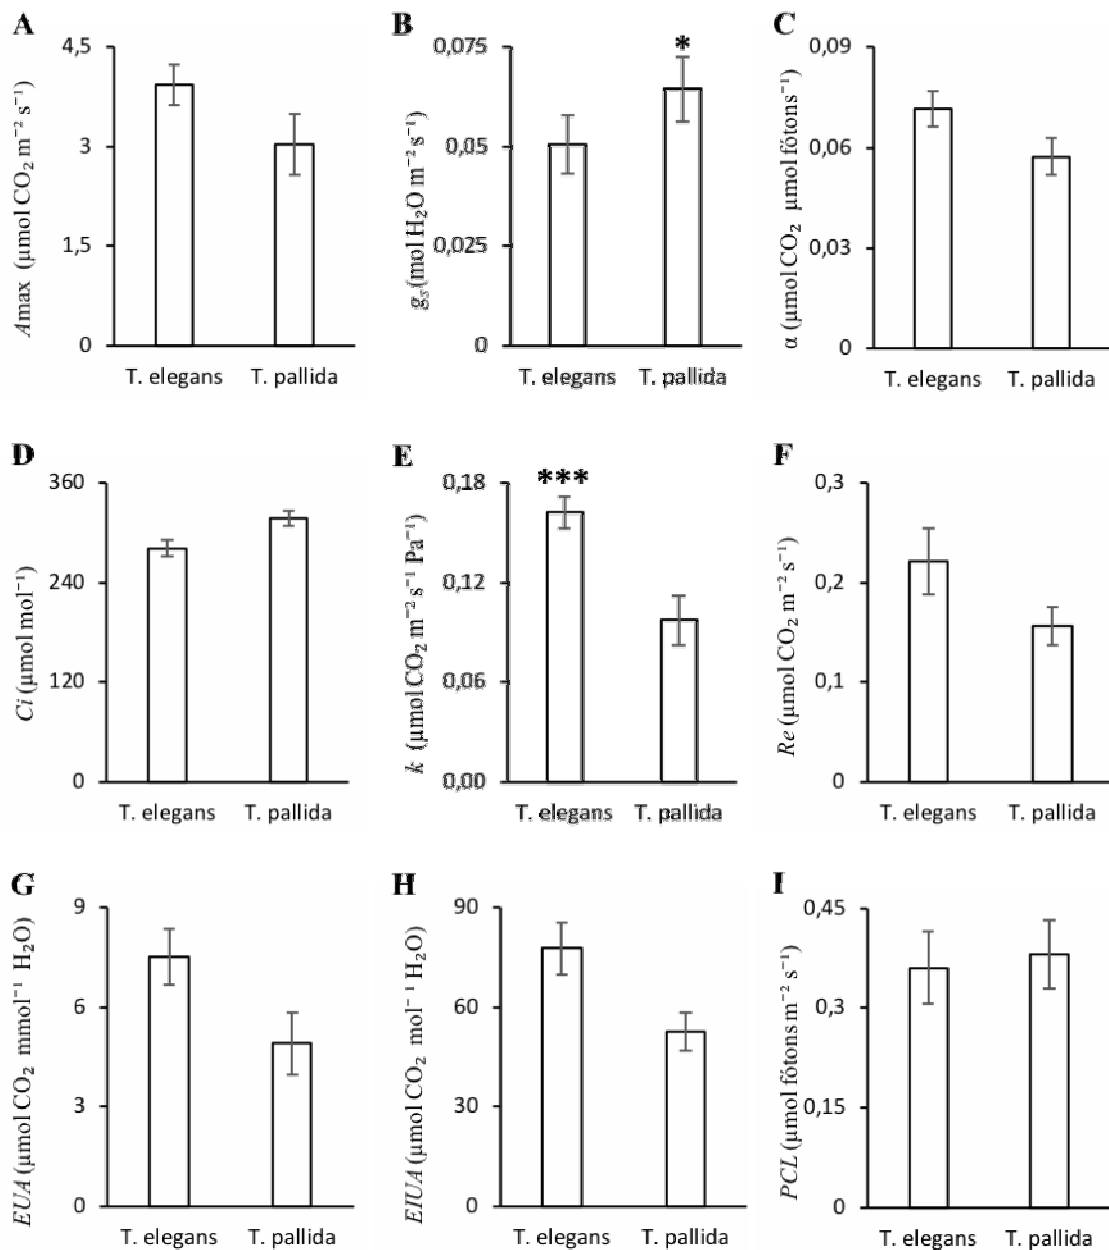 A
Amax (μmol CO₂ m⁻² s⁻¹)
4,5
3
1,5
0
T. elegans T. pallida
B
gₛ (mol H₂O m⁻² s⁻¹)
0,075
0,05
0,025
0
*
T. elegans T. pallida
C
α (μmol CO₂ μmol fótons⁻¹)
0,09
0,06
0,03
0
T. elegans T. pallida
D
Ci (μmol mol⁻¹)
360
240
120
0
T. elegans T. pallida
E
k (μmol CO₂ m⁻² s⁻¹ Pa⁻¹)
0,18
0,12
0,06
0,00
***
T. elegans T. pallida
F
Re (μmol CO₂ m⁻² s⁻¹)
0,3
0,2
0,1
0
T. elegans T. pallida
G
EUA (μmol CO₂ mmol⁻¹ H₂O)
9
6
3
0
T. elegans T. pallida
H
EIUA (μmol CO₂ mol⁻¹ H₂O)
90
60
30
0
T. elegans T. pallida
I
PCL (μmol fótons m⁻² s⁻¹)
0,45
0,3
0,15
0
T. elegans T. pallida